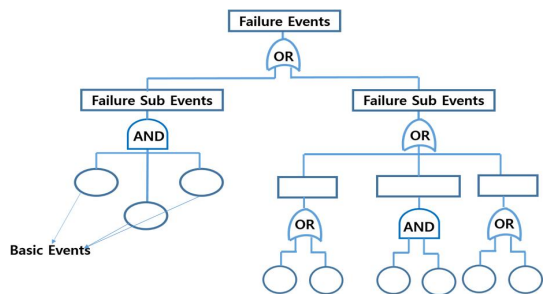 Failure Events
OR
Failure Sub Events
Failure Sub Events
AND
OR
OR
AND
OR
Basic Events